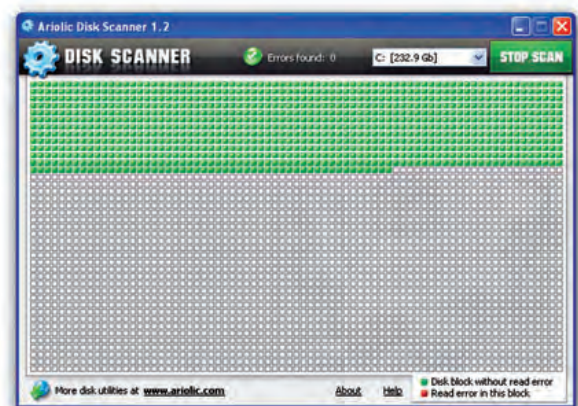 Ariolic Disk Scanner 1.2
DISK SCANNER
Errors found: 0
C: [232.9 Gb]
STOP SCAN
More disk utilities at www.ariolic.com
About
Help
Disk block without read error
Read error in this block